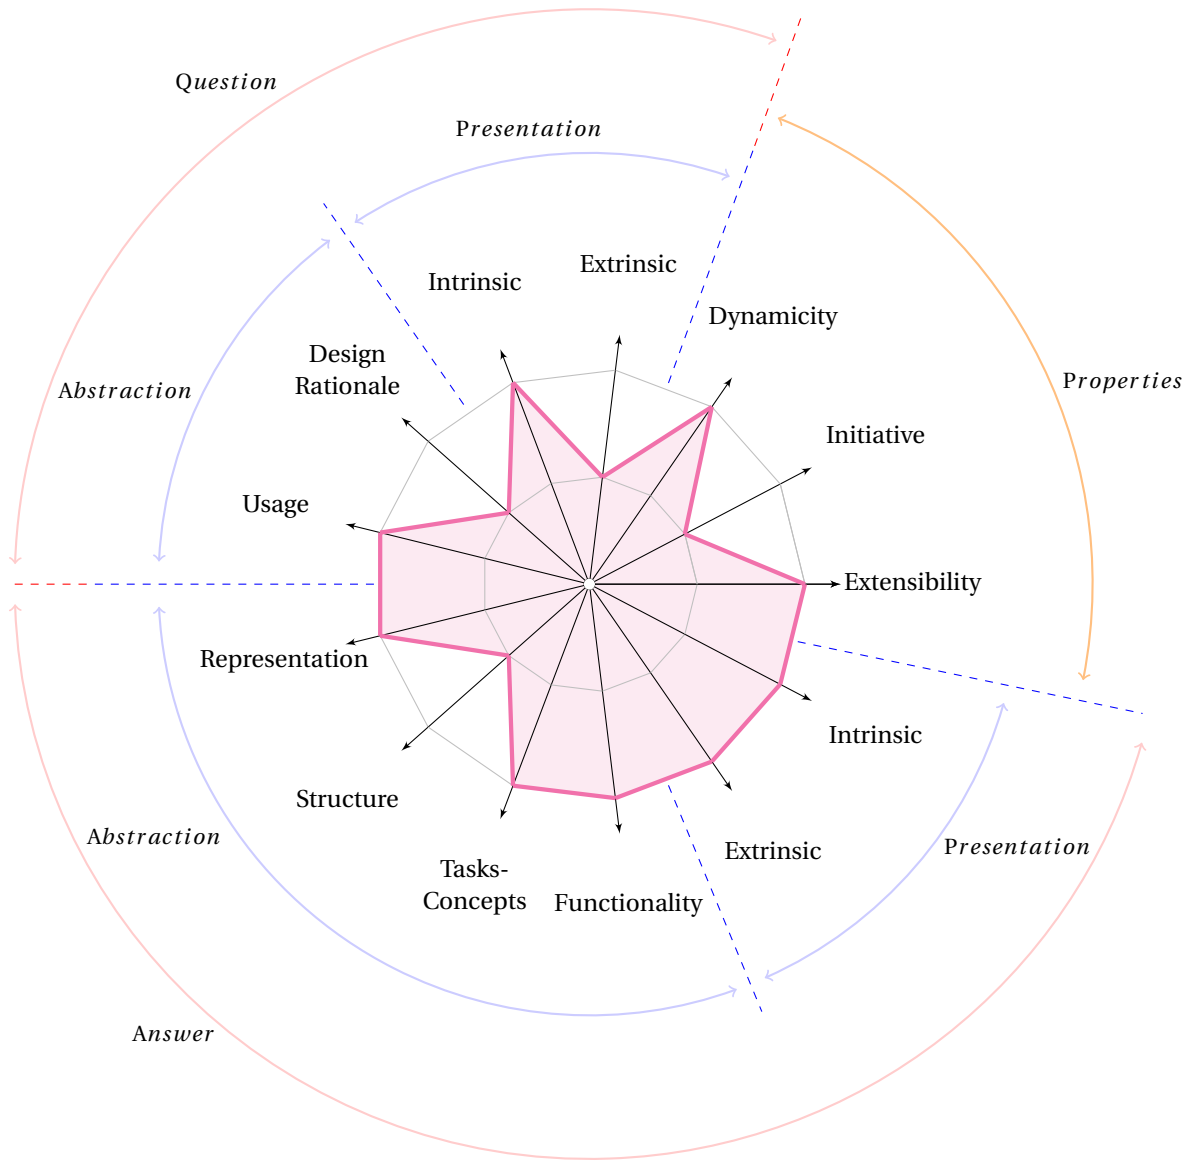 Question
Presentation
Extrinsic
Intrinsic
Dynamicity
Design
Rationale
Properties
Abstraction
Initiative
Usage
Extensibility
Representation
Intrinsic
Structure
Abstraction
Presentation
Extrinsic
Tasks-
Concepts
Functionality
Answer